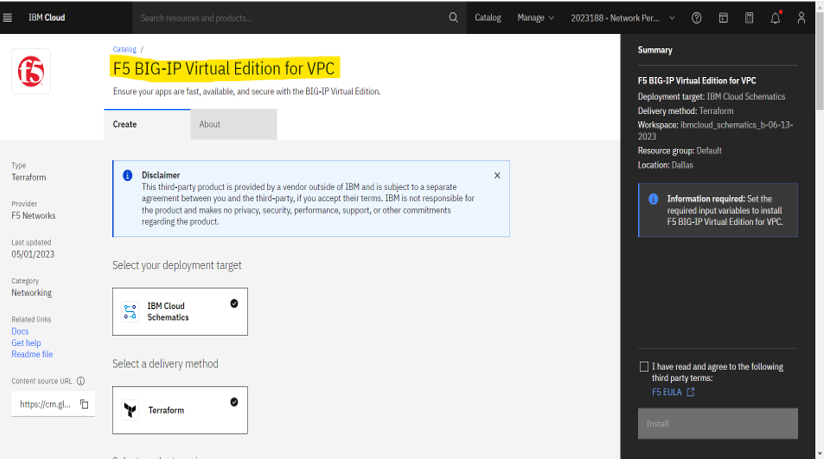 IBM Cloud
Search resources and products...
Catalog
Manage
2023188 - Network Per...
f5
Catalog /
F5 BIG-IP Virtual Edition for VPC
Ensure your apps are fast, available, and secure with the BIG-IP Virtual Edition.
Create
About
Type
Terraform
Provider
F5 Networks
Last updated
05/01/2023
Category
Networking
Related links
Docs
Get help
Readme file
Content source URL
https://cm.gl...
Disclaimer
This third-party product is provided by a vendor outside of IBM and is subject to a separate
agreement between you and the third-party, if you accept their terms. IBM is not responsible for
the product and makes no privacy, security, performance, support, or other commitments
regarding the product.
Select your deployment target
IBM Cloud
Schematics
Select a delivery method
Terraform
Summary
F5 BIG-IP Virtual Edition for VPC
Deployment target: IBM Cloud Schematics
Delivery method: Terraform
Workspace: ibmcloud_schematics_b-06-13-
2023
Resource group: Default
Location: Dallas
Information required: Set the
required input variables to install
F5 BIG-IP Virtual Edition for VPC.
I have read and agree to the following
third party terms:
F5 EULA
Install